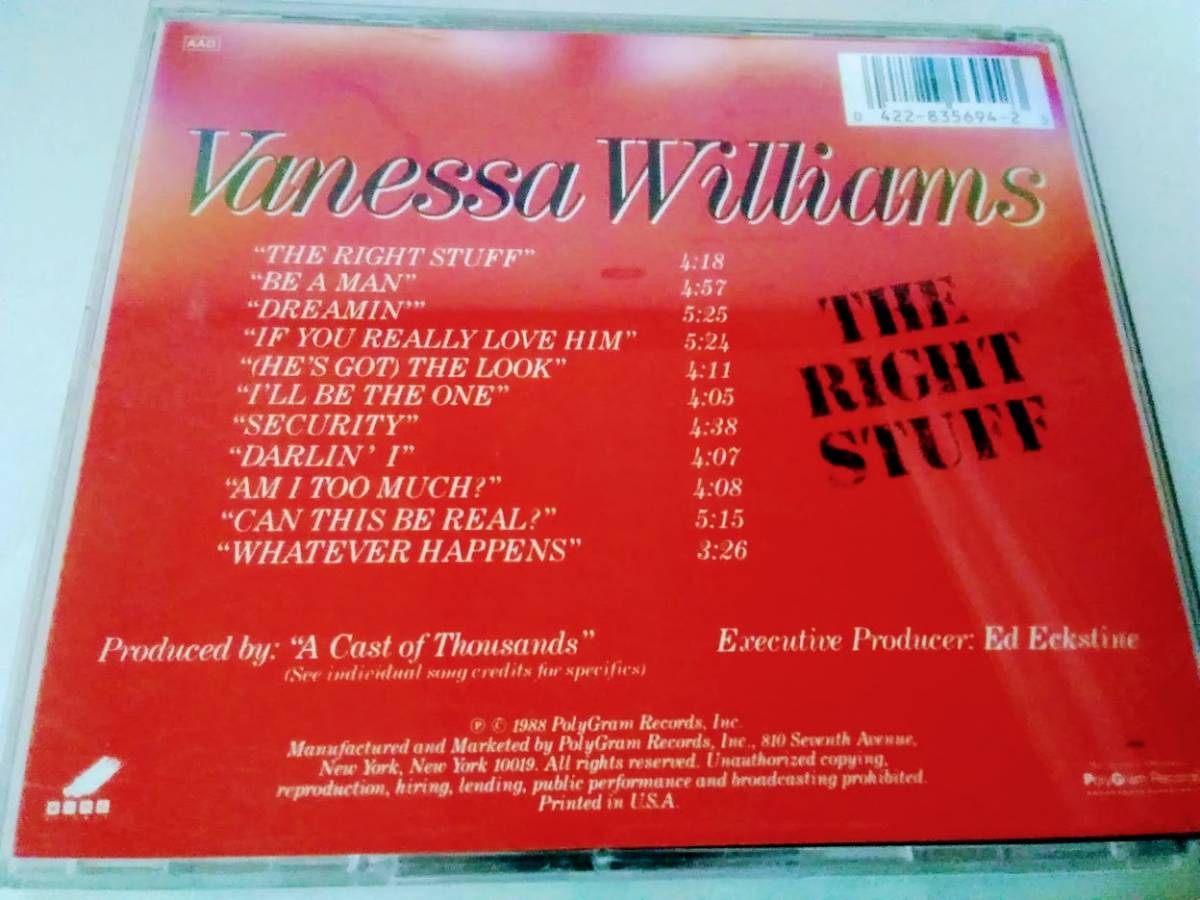 AAD
0 422-835694-2 3
Vanessa Williams
“THE RIGHT STUFF” 4:18
“BE A MAN” 4:57
“DREAMIN’” 5:25
“IF YOU REALLY LOVE HIM” 5:24
“(HE’S GOT) THE LOOK” 4:11
“I’LL BE THE ONE” 4:05
“SECURITY” 4:38
“DARLIN’ I” 4:07
“AM I TOO MUCH?” 4:08
“CAN THIS BE REAL?” 5:15
“WHATEVER HAPPENS” 3:26
THE
RIGHT
STUFF
Produced by: “A Cast of Thousands”
(See individual song credits for specifics)
Executive Producer: Ed Eckstine
℗ © 1988 PolyGram Records, Inc.
Manufactured and Marketed by PolyGram Records, Inc., 810 Seventh Avenue,
New York, New York 10019. All rights reserved. Unauthorized copying,
reproduction, hiring, lending, public performance and broadcasting prohibited.
Printed in U.S.A.
PolyGram Records